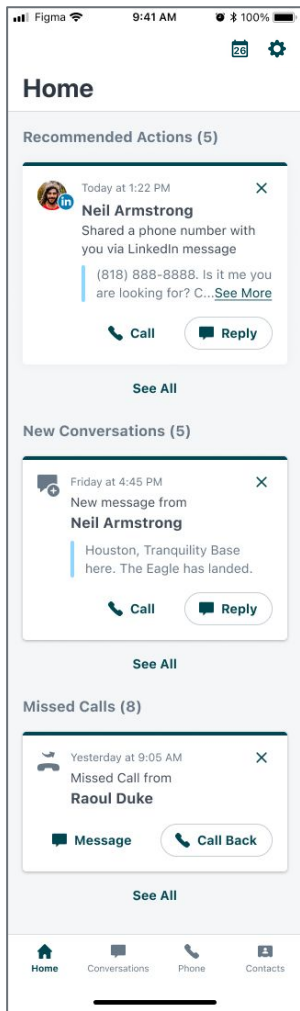 Figma 9:41 AM 100%
26
Home
Recommended Actions (5)
Today at 1:22 PM
in
Neil Armstrong
Shared a phone number with
you via LinkedIn message
(818) 888-8888. Is it me you
are looking for? C...See More
Call Reply
See All
New Conversations (5)
Friday at 4:45 PM
New message from
Neil Armstrong
Houston, Tranquility Base
here. The Eagle has landed.
Call Reply
See All
Missed Calls (8)
Yesterday at 9:05 AM
Missed Call from
Raoul Duke
Message Call Back
See All
Home Conversations Phone Contacts